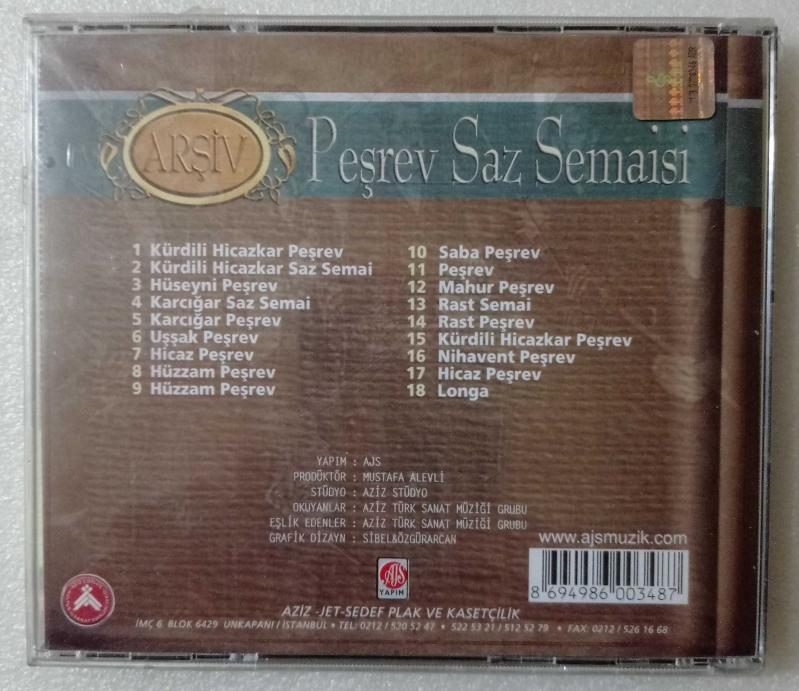 ARŞİV
Peşrev Saz Semaisi
1 Kürdili Hicazkar Peşrev
2 Kürdili Hicazkar Saz Semai
3 Hüseyni Peşrev
4 Karcığar Saz Semai
5 Karcığar Peşrev
6 Uşşak Peşrev
7 Hicaz Peşrev
8 Hüzzam Peşrev
9 Hüzzam Peşrev
10 Saba Peşrev
11 Peşrev
12 Mahur Peşrev
13 Rast Semai
14 Rast Peşrev
15 Kürdili Hicazkar Peşrev
16 Nihavent Peşrev
17 Hicaz Peşrev
18 Longa
YAPIM : AJS
PRODÜKTÖR : MUSTAFA ALEVLİ
STÜDYO : AZİZ STÜDYO
OKUYANLAR : AZİZ TÜRK SANAT MÜZİĞİ GRUBU
EŞLİK EDENLER : AZİZ TÜRK SANAT MÜZİĞİ GRUBU
GRAFİK DİZAYN : SİBEL&ÖZGÜRARCAN
www.ajsmuzik.com
8 694986 003487
AJS
YAPIM
AZİZ -JET-SEDEF PLAK VE KASETÇİLİK
İMÇ 6. BLOK 6429 UNKAPANI / İSTANBUL • TEL: 0212 / 520 52 47 • 522 53 21 / 512 52 79 • FAX: 0212 / 526 16 68